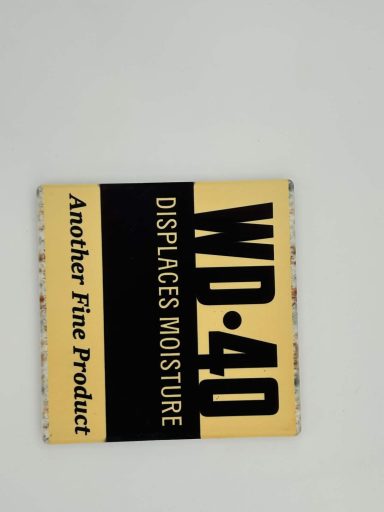 WD·40
DISPLACES MOISTURE
Another Fine Product